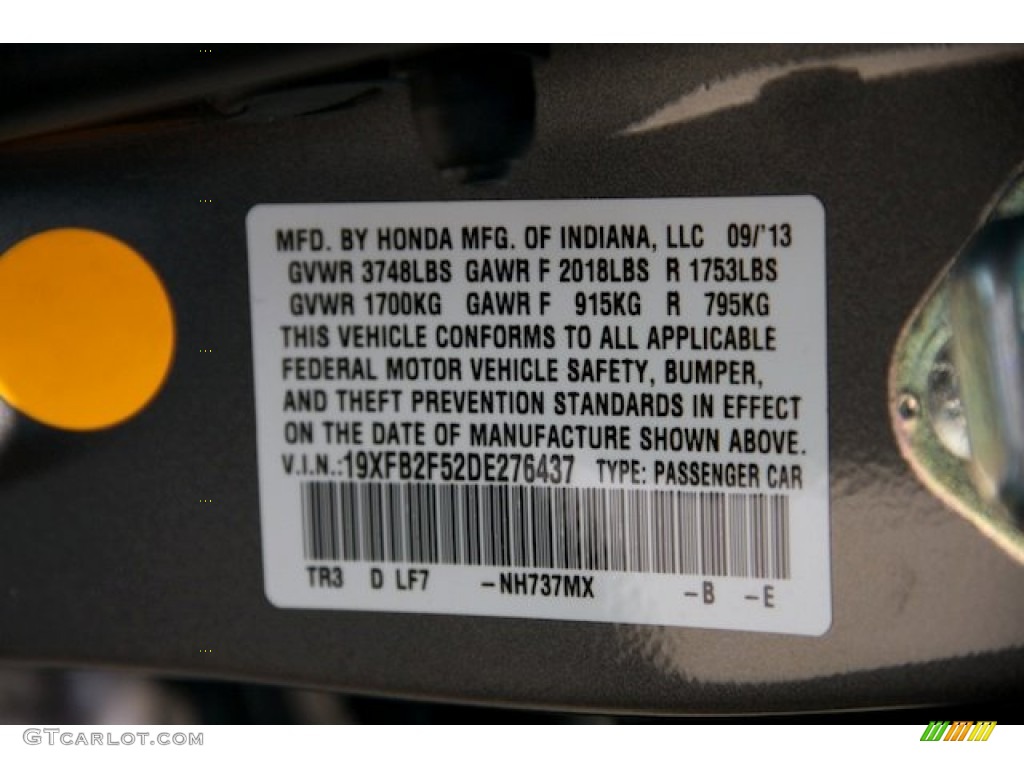 MFD. BY HONDA MFG. OF INDIANA, LLC 09/'13
GVWR 3748LBS GAWR F 2018LBS R 1753LBS
GVWR 1700KG GAWR F 915KG R 795KG
THIS VEHICLE CONFORMS TO ALL APPLICABLE
FEDERAL MOTOR VEHICLE SAFETY, BUMPER,
AND THEFT PREVENTION STANDARDS IN EFFECT
ON THE DATE OF MANUFACTURE SHOWN ABOVE.
V.I.N.:19XFB2F52DE276437 TYPE: PASSENGER CAR
TR3 D LF7 -NH737MX -B -E
GTCARLOT.COM